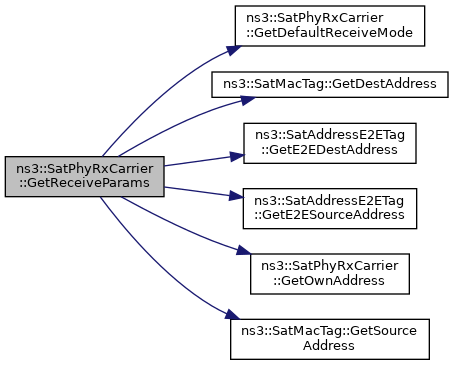 ns3::SatPhyRxCarrier
::GetReceiveParams
ns3::SatPhyRxCarrier
::GetDefaultReceiveMode
ns3::SatMacTag::GetDestAddress
ns3::SatAddressE2ETag
::GetE2EDestAddress
ns3::SatAddressE2ETag
::GetE2ESourceAddress
ns3::SatPhyRxCarrier
::GetOwnAddress
ns3::SatMacTag::GetSource
Address